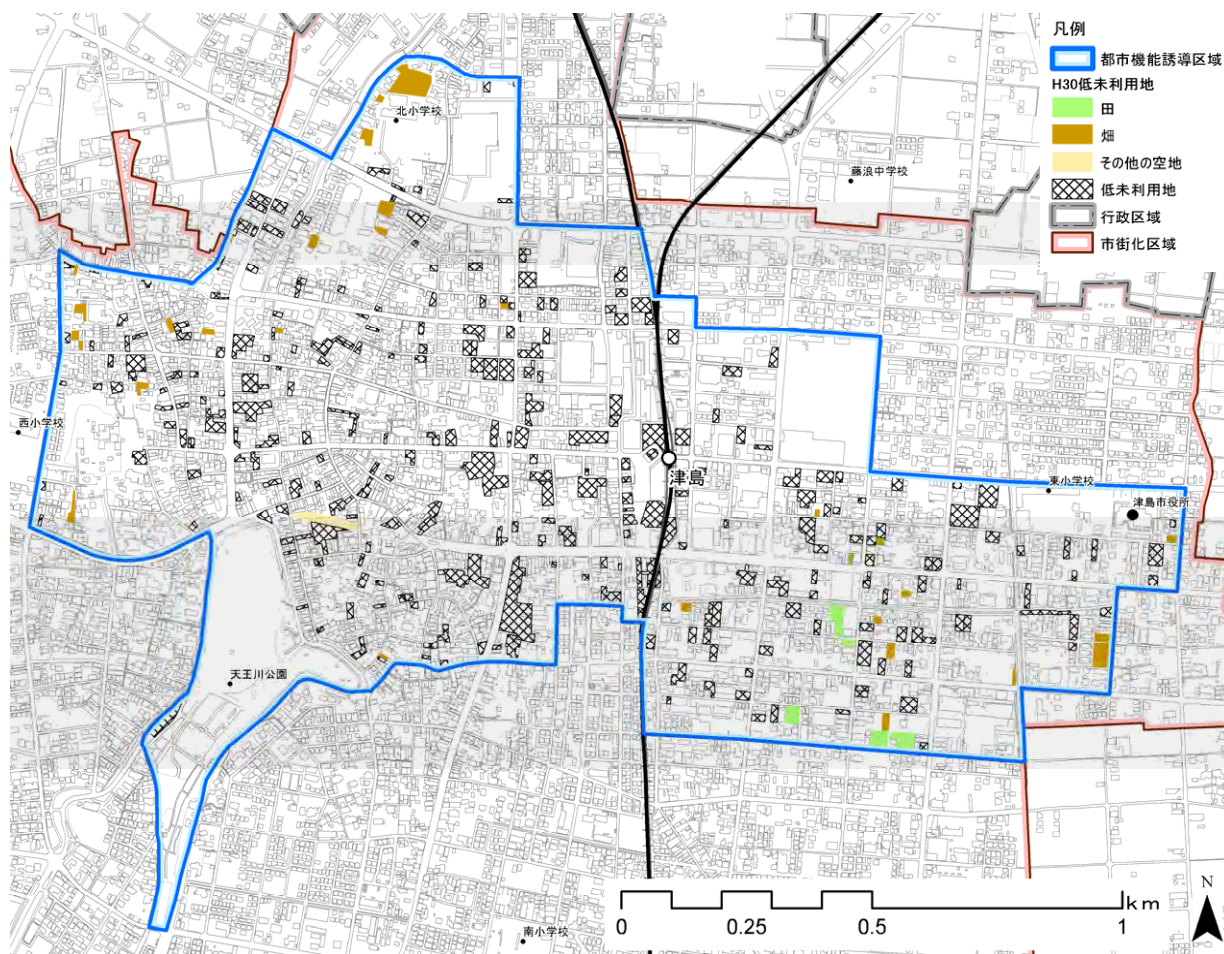 凡例
都市機能誘導区域
H30低未利用地
田
畑
その他の空地
低未利用地
行政区域
市街化区域
北小学校
藤浪中学校
西小学校
津島
東小学校
津島市役所
天王川公園
南小学校
0 0.25 0.5 1 km
N